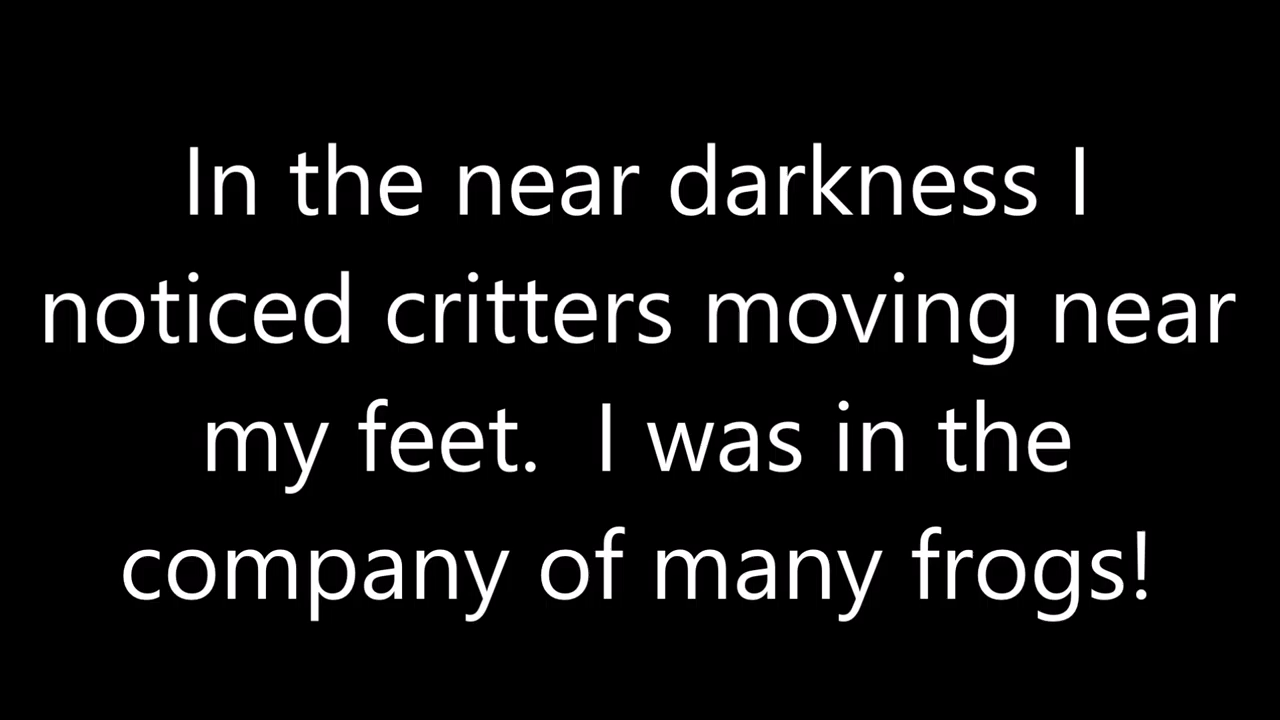 In the near darkness I
noticed critters moving near
my feet.  I was in the
company of many frogs!